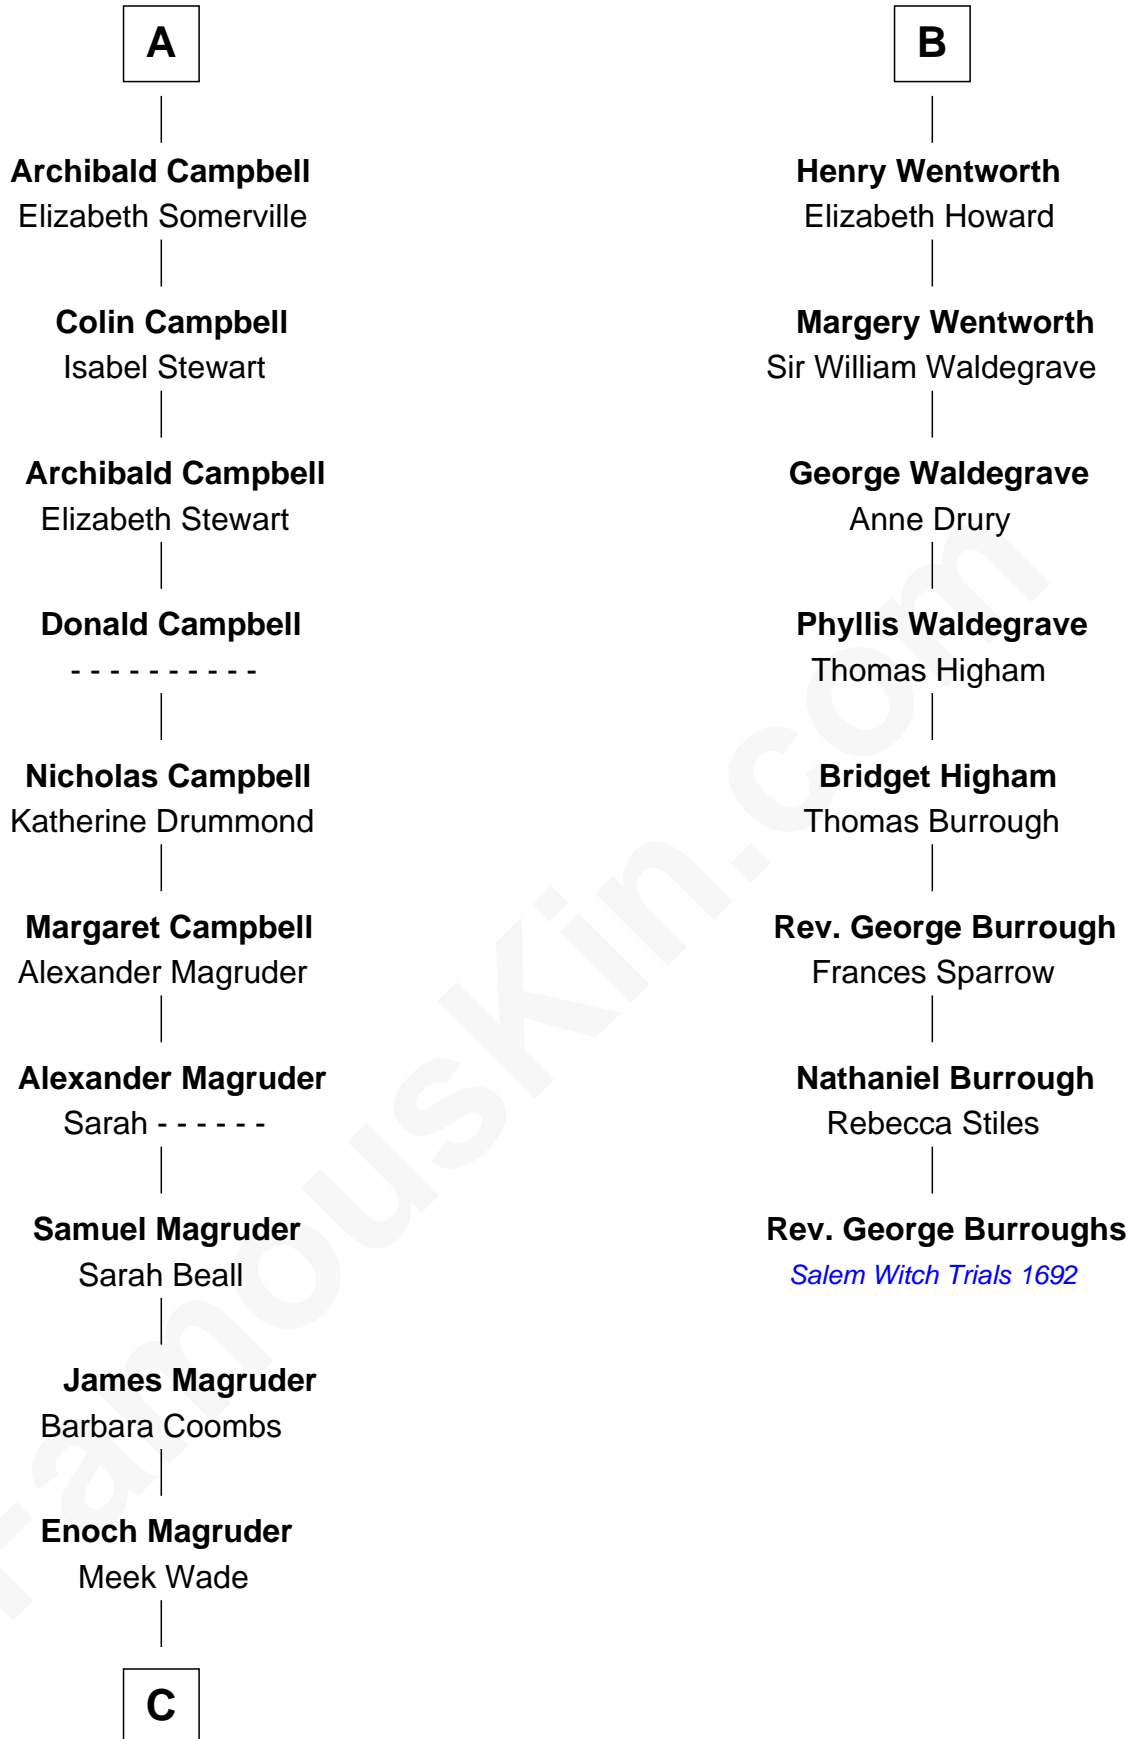 A
Archibald Campbell
Elizabeth Somerville
Colin Campbell
Isabel Stewart
Archibald Campbell
Elizabeth Stewart
Donald Campbell
- - - - - - - - - -
Nicholas Campbell
Katherine Drummond
Margaret Campbell
Alexander Magruder
Alexander Magruder
Sarah - - - - - -
Samuel Magruder
Sarah Beall
James Magruder
Barbara Coombs
Enoch Magruder
Meek Wade
C
B
Henry Wentworth
Elizabeth Howard
Margery Wentworth
Sir William Waldegrave
George Waldegrave
Anne Drury
Phyllis Waldegrave
Thomas Higham
Bridget Higham
Thomas Burrough
Rev. George Burrough
Frances Sparrow
Nathaniel Burrough
Rebecca Stiles
Rev. George Burroughs
Salem Witch Trials 1692
FamousKin.com